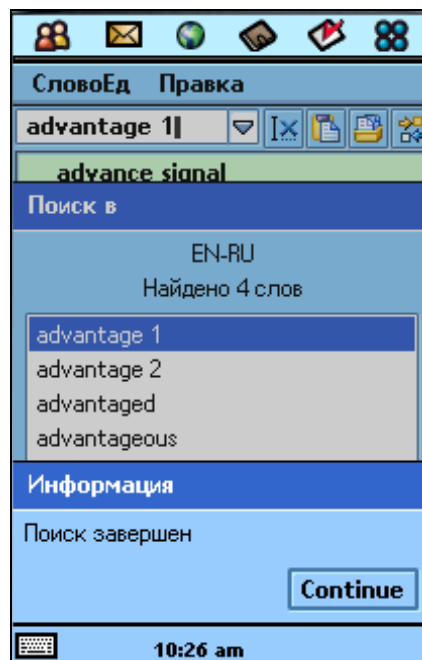 СловоЕд Правка
advantage 1
advance signal
Поиск в
EN-RU
Найдено 4 слов
advantage 1
advantage 2
advantaged
advantageous
Информация
Поиск завершен
Continue
10:26 am